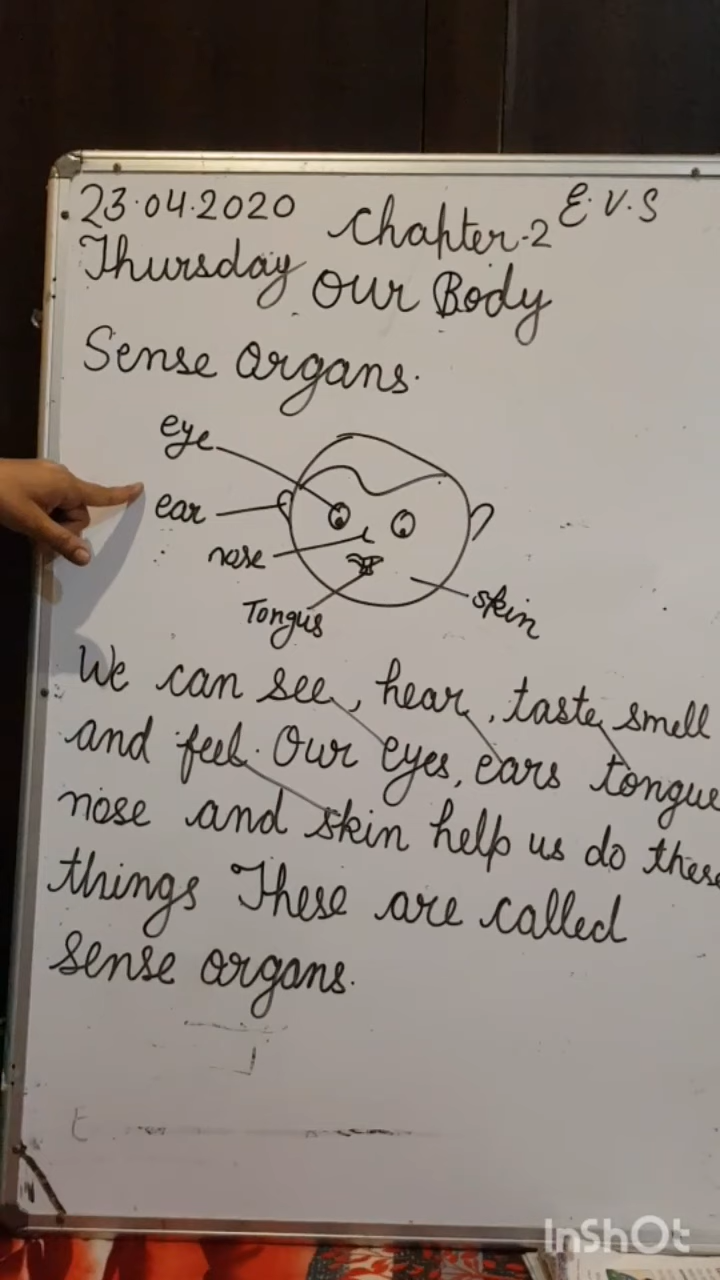 23.04.2020 Chapter-2 E.V.S
Thursday Our Body
Sense Organs.
eye
ear
nose
Tongus
skin
We can see, hear, taste, smell
and feel. Our eyes, ears tongue
nose and skin help us do these
things These are called
sense organs.
InShOt